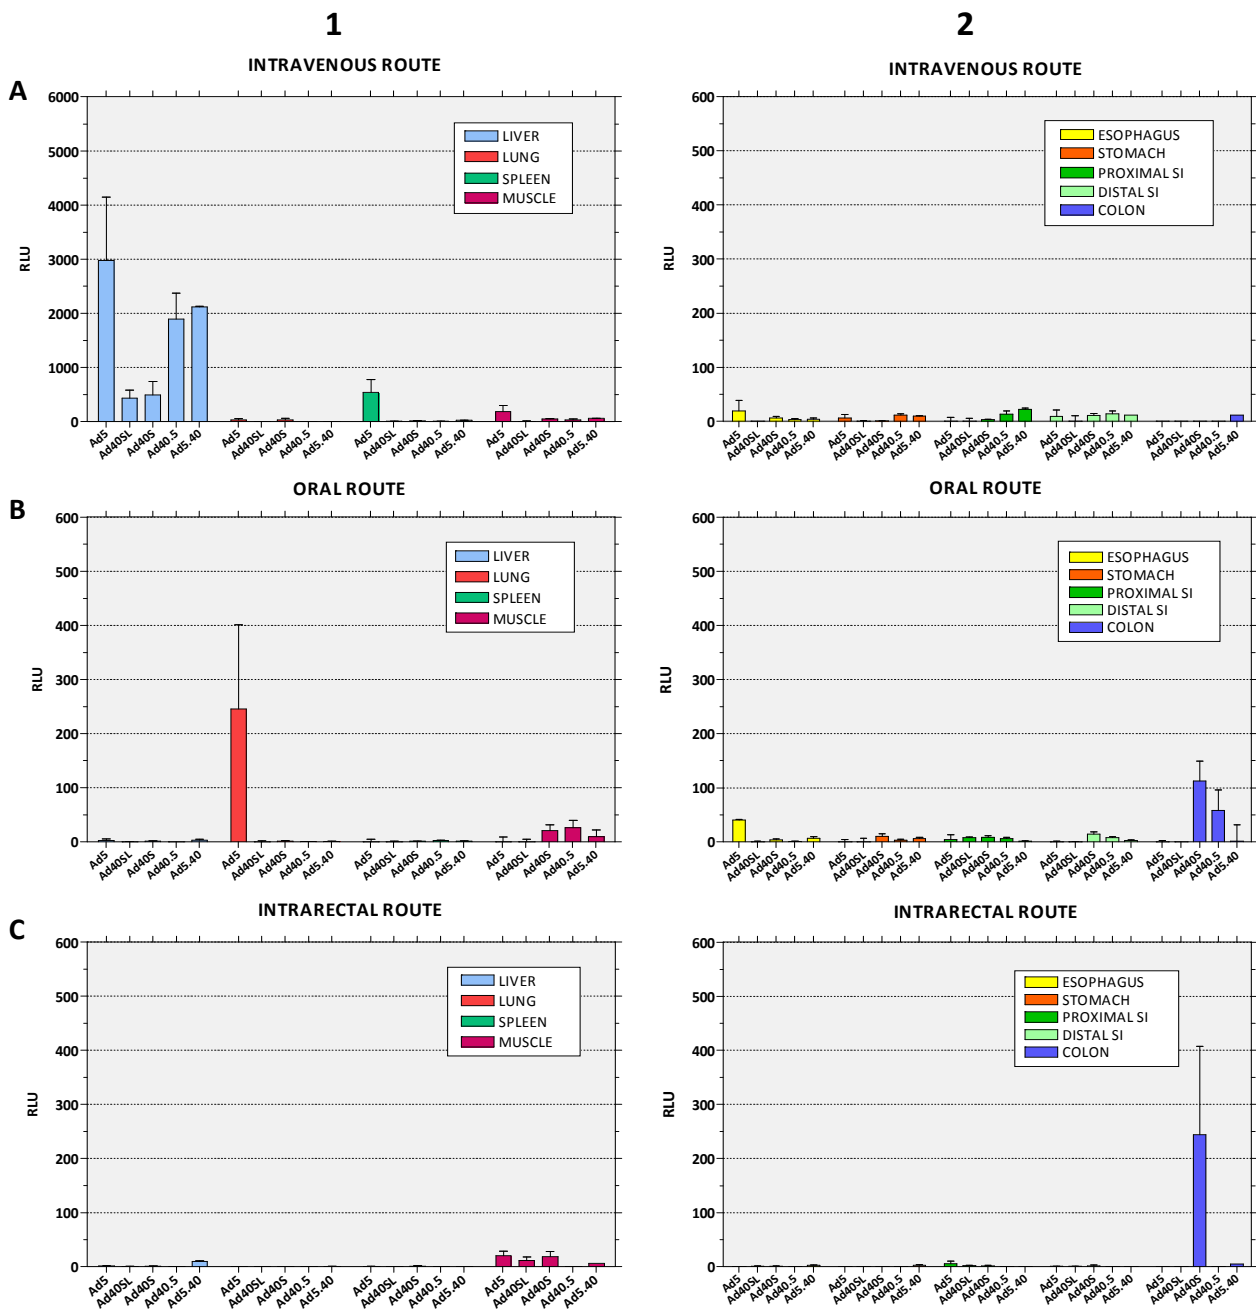 1
2
A
INTRAVENOUS ROUTE
6000
5000
4000
3000
2000
1000
0
RLU
LIVER
LUNG
SPLEEN
MUSCLE
Ad5 Ad40SL Ad40S Ad40.5 Ad5.40 Ad5 Ad40SL Ad40S Ad40.5 Ad5.40 Ad5 Ad40SL Ad40S Ad40.5 Ad5.40 Ad5 Ad40SL Ad40S Ad40.5 Ad5.40
INTRAVENOUS ROUTE
600
500
400
300
200
100
0
RLU
ESOPHAGUS
STOMACH
PROXIMAL SI
DISTAL SI
COLON
Ad5 Ad40SL Ad40S Ad40.5 Ad5.40 Ad5 Ad40SL Ad40S Ad40.5 Ad5.40 Ad5 Ad40SL Ad40S Ad40.5 Ad5.40 Ad5 Ad40SL Ad40S Ad40.5 Ad5.40 Ad5 Ad40SL Ad40S Ad40.5 Ad5.40
B
ORAL ROUTE
600
500
400
300
200
100
0
RLU
LIVER
LUNG
SPLEEN
MUSCLE
Ad5 Ad40SL Ad40S Ad40.5 Ad5.40 Ad5 Ad40SL Ad40S Ad40.5 Ad5.40 Ad5 Ad40SL Ad40S Ad40.5 Ad5.40 Ad5 Ad40SL Ad40S Ad40.5 Ad5.40
ORAL ROUTE
600
500
400
300
200
100
0
RLU
ESOPHAGUS
STOMACH
PROXIMAL SI
DISTAL SI
COLON
Ad5 Ad40SL Ad40S Ad40.5 Ad5.40 Ad5 Ad40SL Ad40S Ad40.5 Ad5.40 Ad5 Ad40SL Ad40S Ad40.5 Ad5.40 Ad5 Ad40SL Ad40S Ad40.5 Ad5.40 Ad5 Ad40SL Ad40S Ad40.5 Ad5.40
C
INTRARECTAL ROUTE
600
500
400
300
200
100
0
RLU
LIVER
LUNG
SPLEEN
MUSCLE
Ad5 Ad40SL Ad40S Ad40.5 Ad5.40 Ad5 Ad40SL Ad40S Ad40.5 Ad5.40 Ad5 Ad40SL Ad40S Ad40.5 Ad5.40 Ad5 Ad40SL Ad40S Ad40.5 Ad5.40
INTRARECTAL ROUTE
600
500
400
300
200
100
0
RLU
ESOPHAGUS
STOMACH
PROXIMAL SI
DISTAL SI
COLON
Ad5 Ad40SL Ad40S Ad40.5 Ad5.40 Ad5 Ad40SL Ad40S Ad40.5 Ad5.40 Ad5 Ad40SL Ad40S Ad40.5 Ad5.40 Ad5 Ad40SL Ad40S Ad40.5 Ad5.40 Ad5 Ad40SL Ad40S Ad40.5 Ad5.40